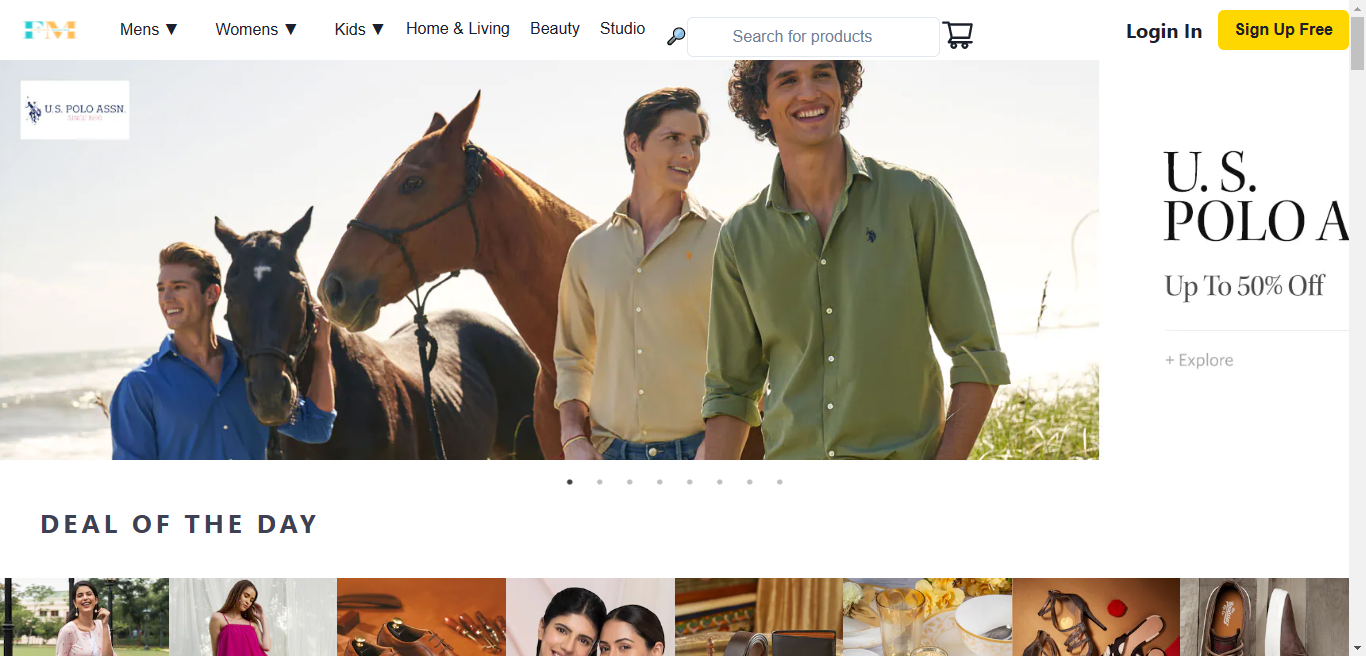 FM
Mens ▼
Womens ▼
Kids ▼
Home & Living
Beauty
Studio
Search for products
Login In
Sign Up Free
U.S. POLO ASSN.
SINCE 1890
U. S.
POLO A
Up To 50% Off
+ Explore
DEAL OF THE DAY